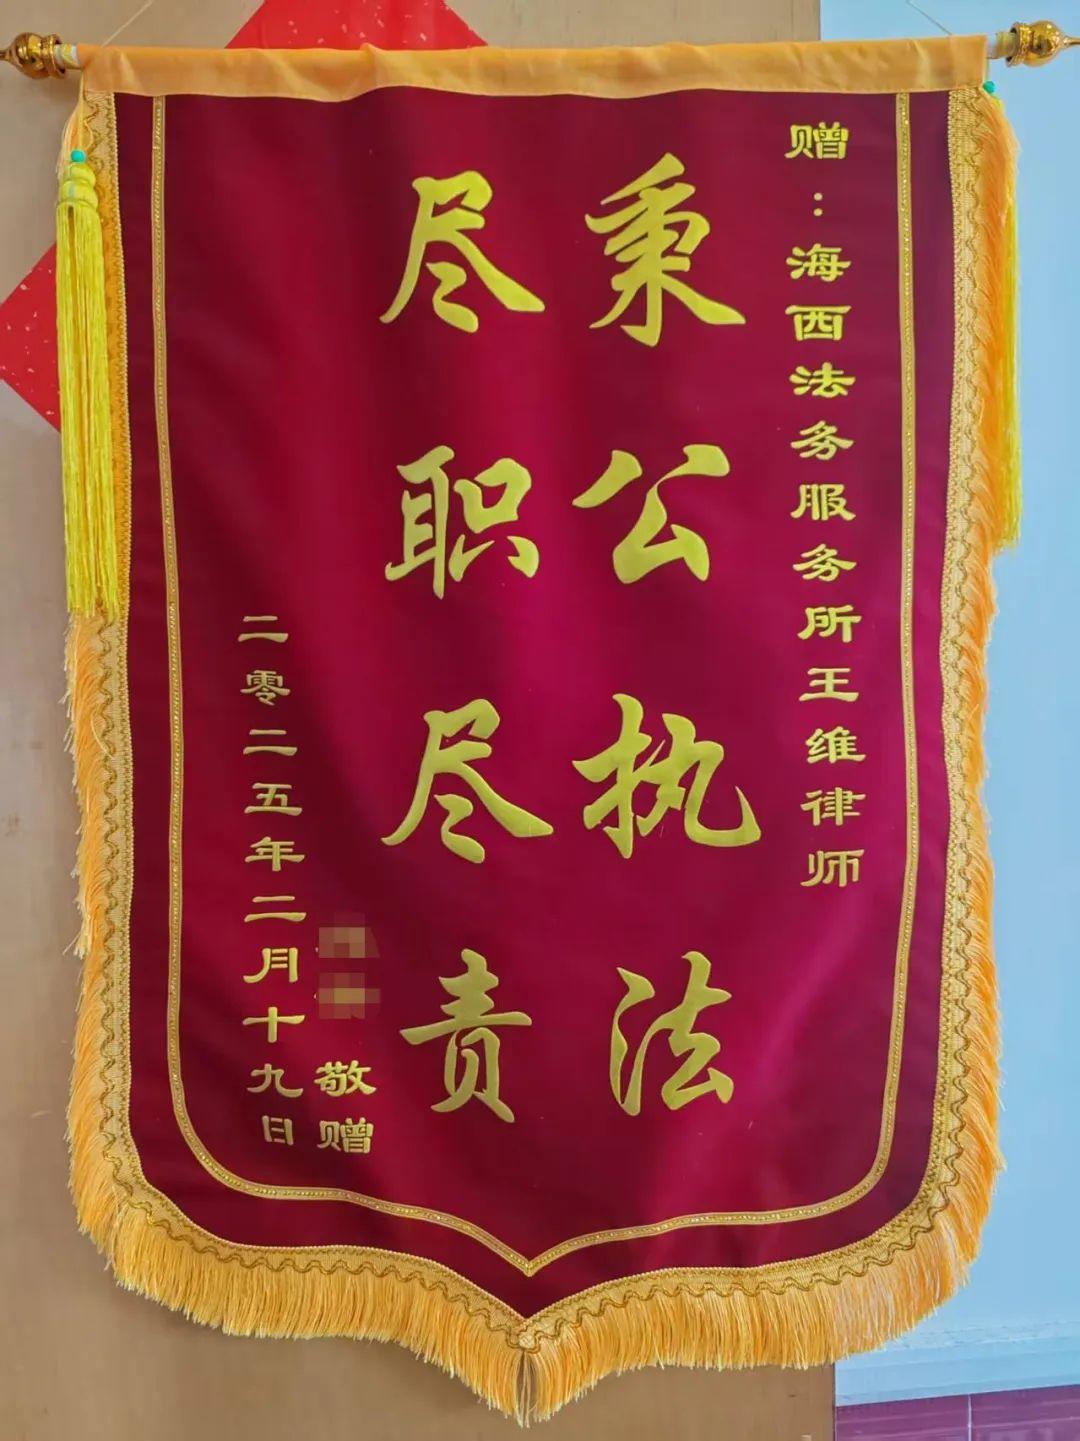 赠：海西法务服务所王维律师
秉公执法
尽职尽责
敬赠
二零二五年二月十九日